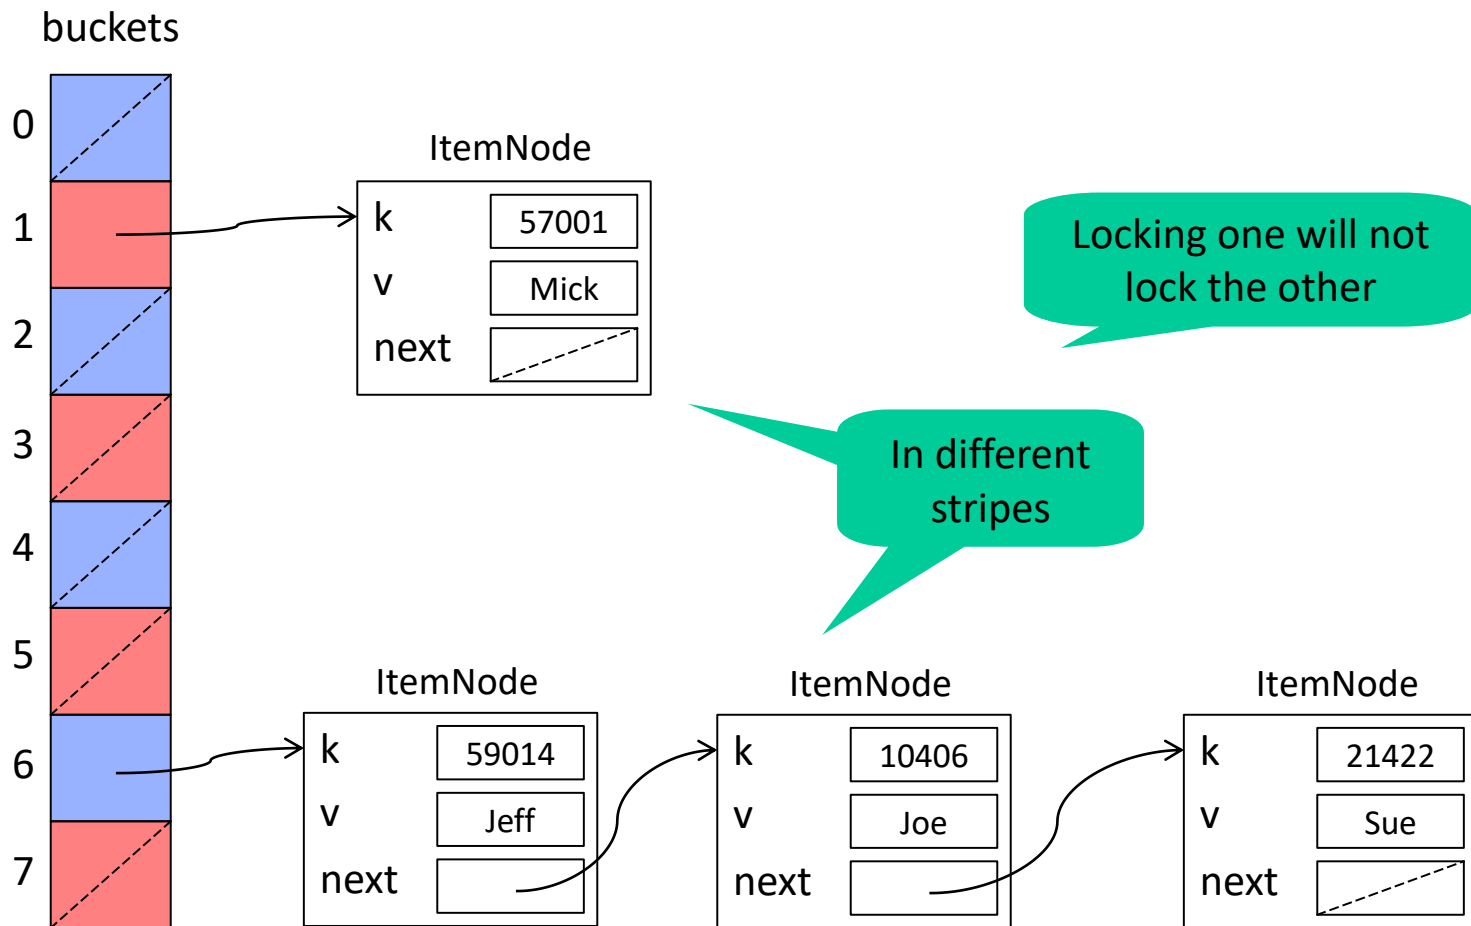 buckets
0
1
2
3
4
5
6
7
ItemNode
k
57001
v
Mick
next
Locking one will not
lock the other
In different
stripes
ItemNode
k
59014
v
Jeff
next
ItemNode
k
10406
v
Joe
next
ItemNode
k
21422
v
Sue
next